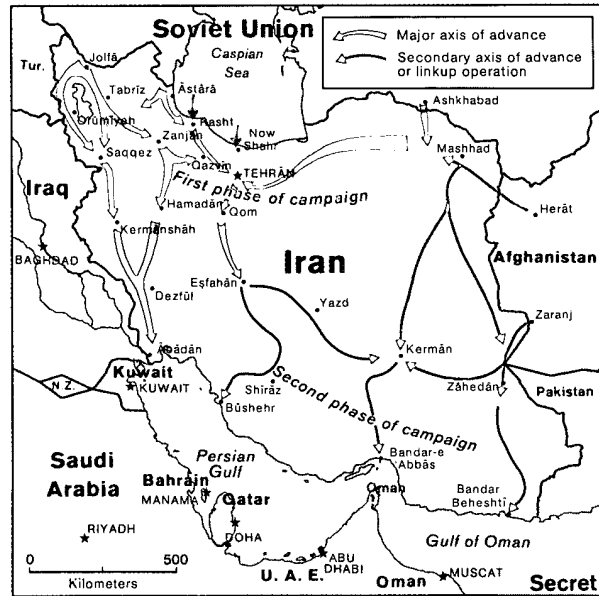 Soviet Union
Major axis of advance
Secondary axis of advance
or linkup operation
Jolfā
Tur.
Caspian
Sea
Tabrīz
Āstārā
Orūmīyeh
Rasht
Ashkhabad
Zanjān
Now
Shahr
Mashhad
Saqqez
Qazvīn
TEHRĀN
First phase of campaign
Iraq
Hamadān
Qom
Herāt
Kermānshāh
Iran
Afghanistan
BAGHDAD
Eşfahān
Dezfūl
Yazd
Zaranj
Ābādān
Kermān
Kuwait
N.Z.
KUWAIT
Shīrāz
Zāhedān
Pakistan
Second phase of campaign
Būshehr
Persian
Gulf
Bandar-e
'Abbās
Saudi
Arabia
Bahrain
MANAMA
Qatar
Oman
Bandar
Beheshtī
RIYADH
DOHA
Gulf of Oman
0 500
Kilometers
ABU
DHABI
U. A. E.
Oman
MUSCAT
Secret